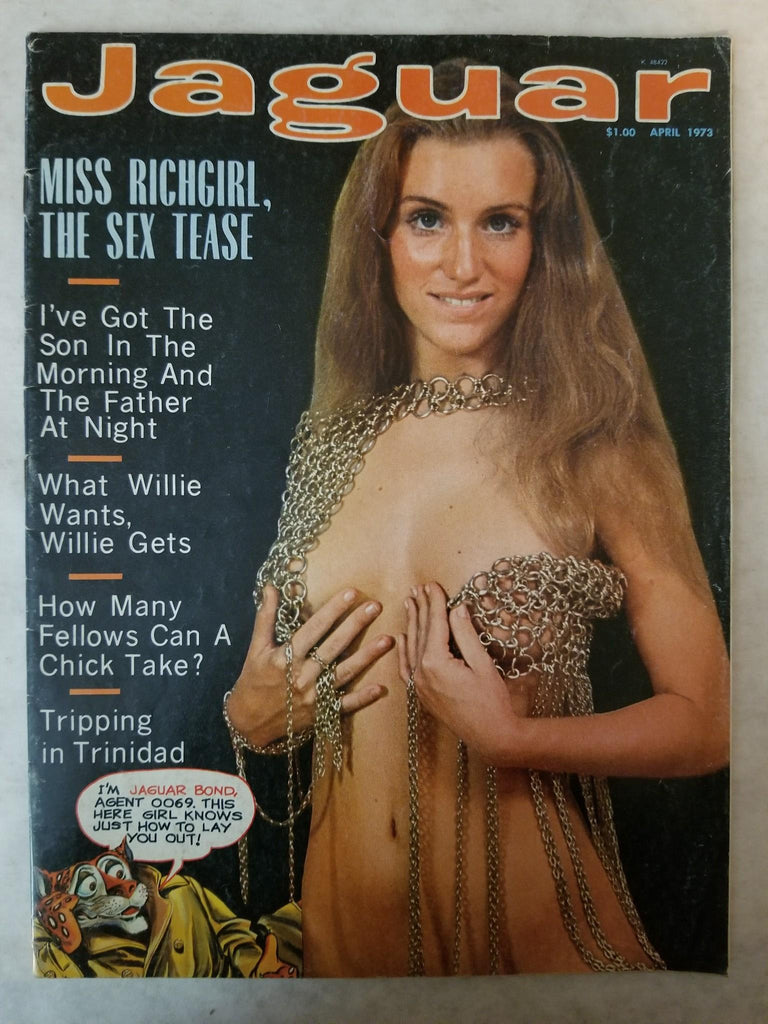 Jaguar
K 48422
$1.00 APRIL 1973
MISS RICHGIRL,
THE SEX TEASE
I've Got The
Son In The
Morning And
The Father
At Night
What Willie
Wants,
Willie Gets
How Many
Fellows Can A
Chick Take?
Tripping
in Trinidad
I'M JAGUAR BOND,
AGENT 0069. THIS
HERE GIRL KNOWS
JUST HOW TO LAY
YOU OUT!